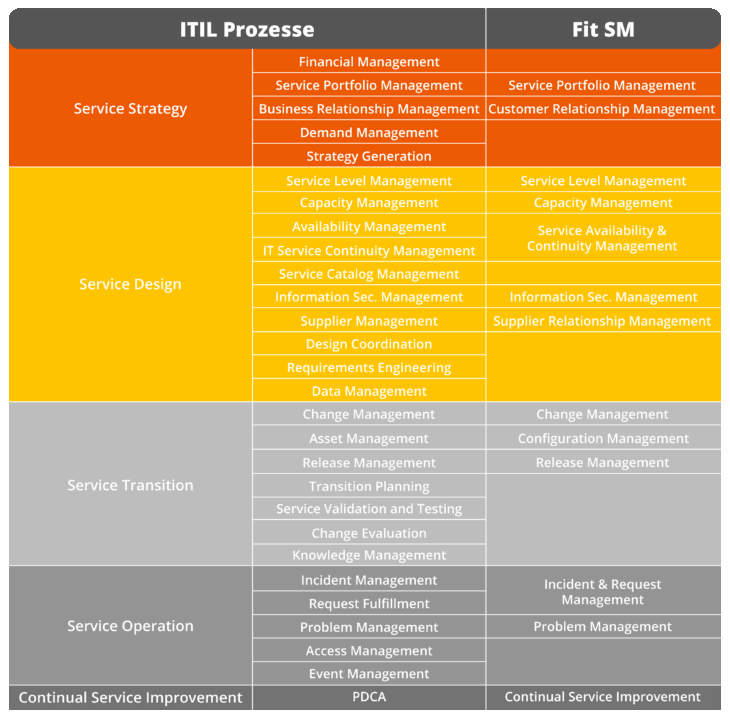 ITIL Prozesse Fit SM
Service Strategy
Financial Management
Service Portfolio Management Service Portfolio Management
Business Relationship Management Customer Relationship Management
Demand Management
Strategy Generation
Service Design
Service Level Management Service Level Management
Capacity Management Capacity Management
Availability Management
IT Service Continuity Management
Service Availability &
Continuity Management
Service Catalog Management
Information Sec. Management Information Sec. Management
Supplier Management Supplier Relationship Management
Design Coordination
Requirements Engineering
Data Management
Service Transition
Change Management Change Management
Asset Management Configuration Management
Release Management Release Management
Transition Planning
Service Validation and Testing
Change Evaluation
Knowledge Management
Service Operation
Incident Management
Request Fulfillment
Incident & Request
Management
Problem Management Problem Management
Access Management
Event Management
Continual Service Improvement PDCA Continual Service Improvement